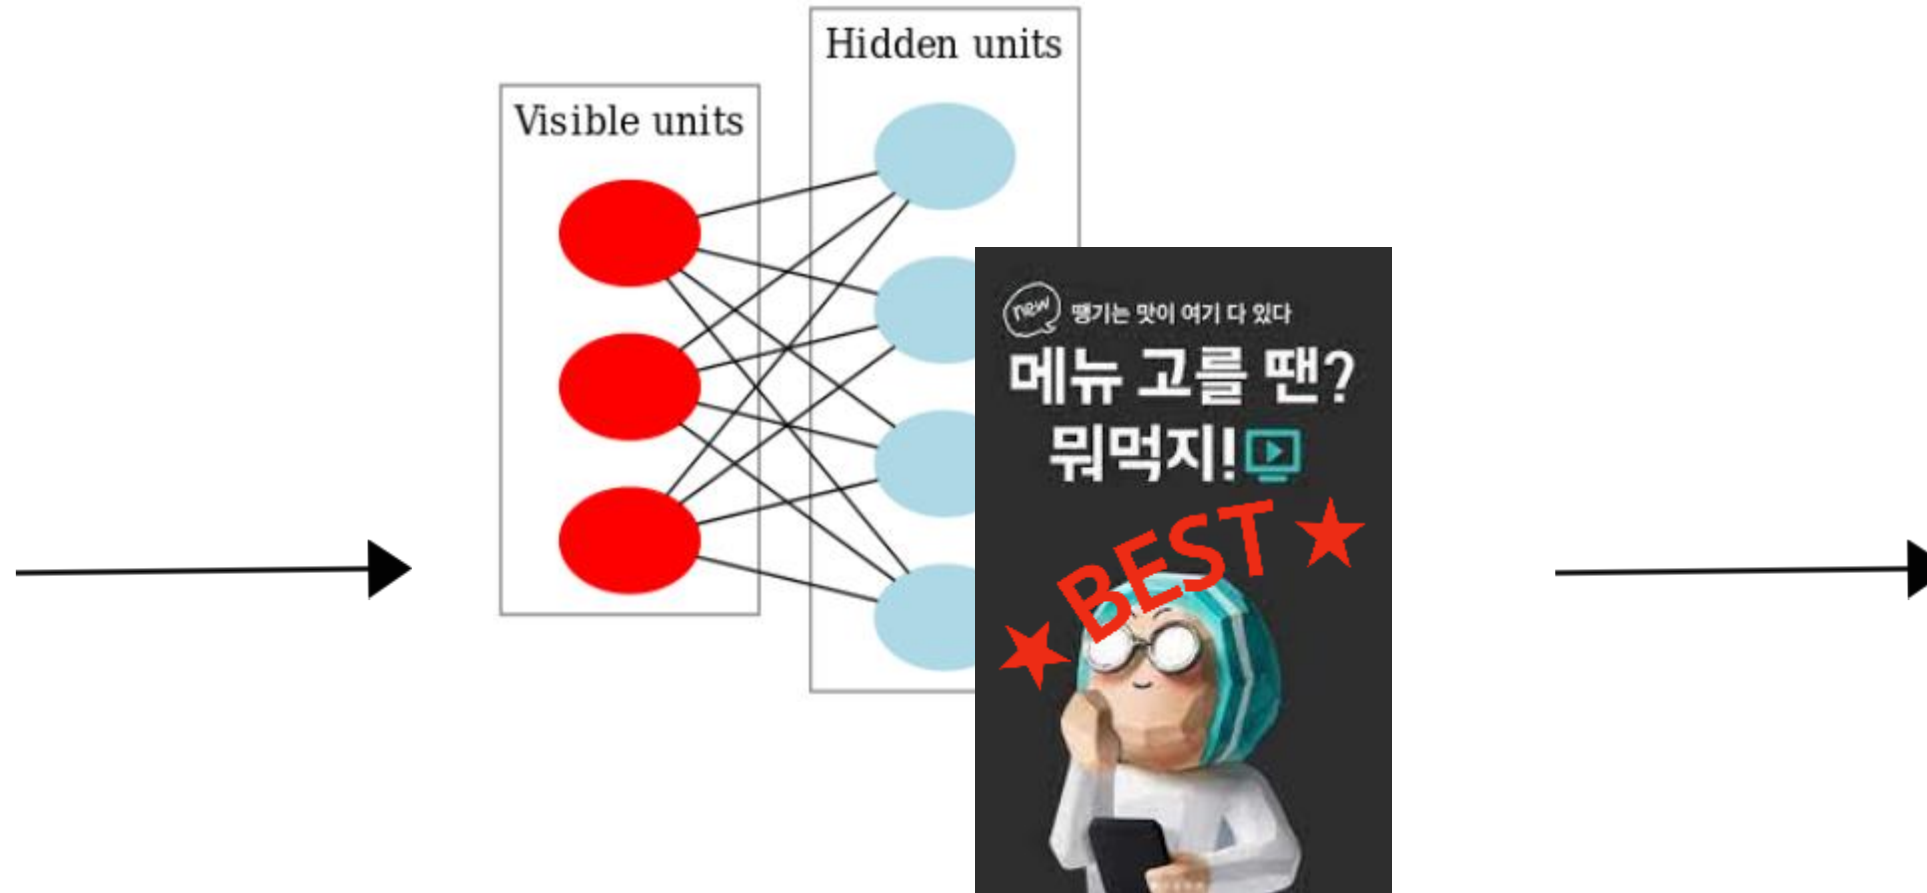 Hidden units
Visible units
new
땡기는 맛이 여기 다 있다
메뉴 고를 땐?
뭐먹지!
★BEST★